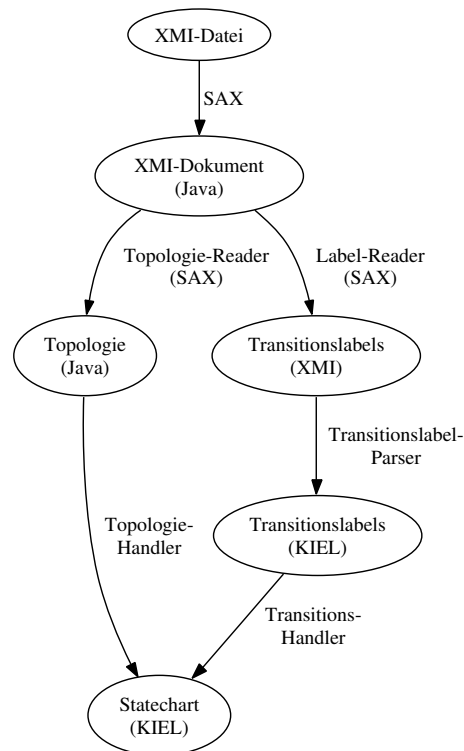 XMI-Datei
SAX
XMI-Dokument
(Java)
Topologie-Reader
(SAX)
Label-Reader
(SAX)
Topologie
(Java)
Transitionslabels
(XMI)
Transitionslabel-
Parser
Topologie-
Handler
Transitionslabels
(KIEL)
Transitions-
Handler
Statechart
(KIEL)